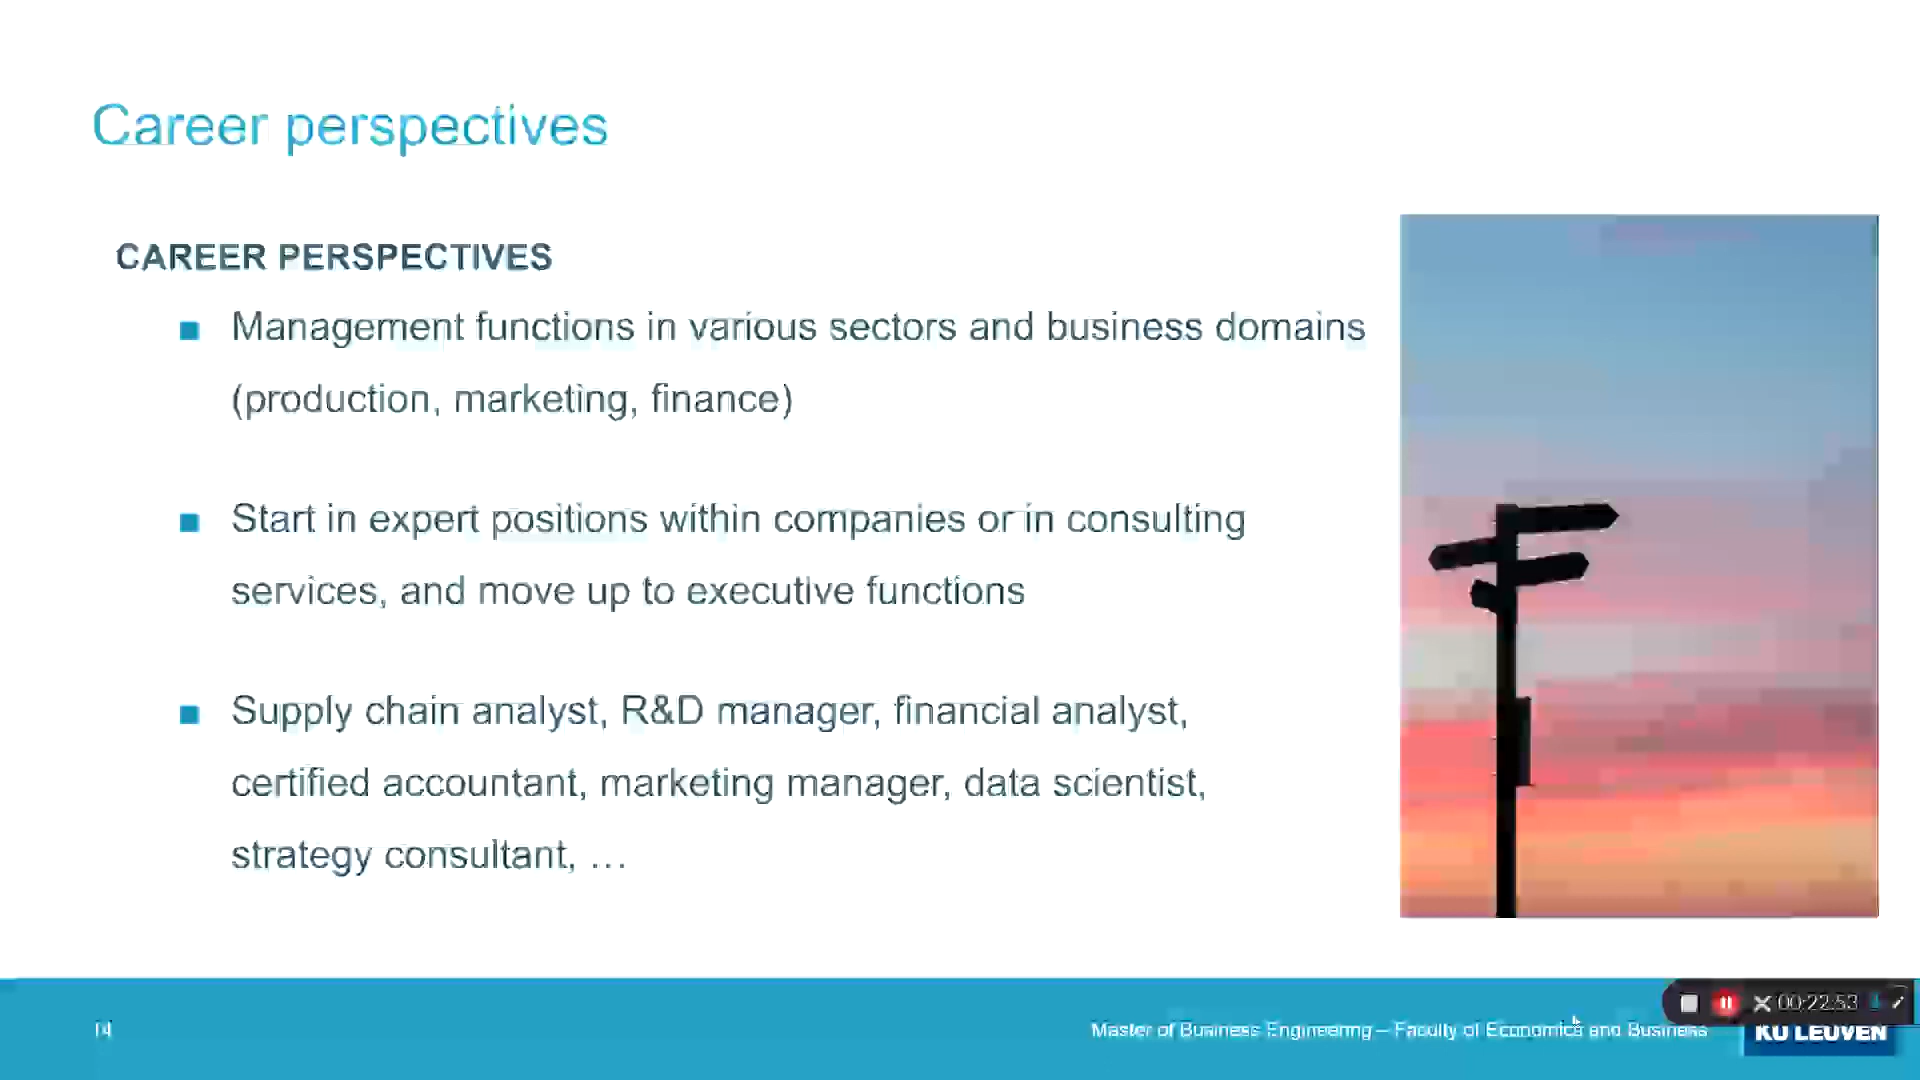 Career perspectives
CAREER PERSPECTIVES
Management functions in various sectors and business domains
(production, marketing, finance)
Start in expert positions within companies or in consulting
services, and move up to executive functions
Supply chain analyst, R&D manager, financial analyst,
certified accountant, marketing manager, data scientist,
strategy consultant, …
00:22:53
14
Master of Business Engineering – Faculty of Economics and Business
KU LEUVEN